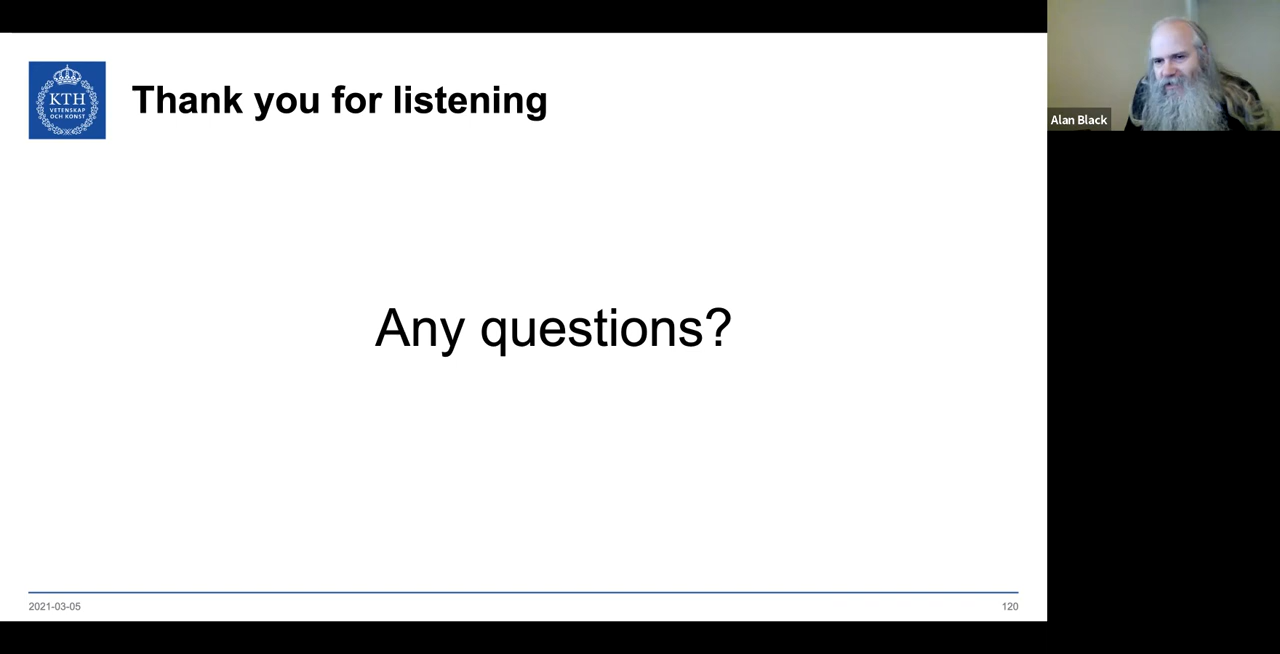 KTH
VETENSKAP
OCH KONST
Thank you for listening
Alan Black
Any questions?
2021-03-05
120